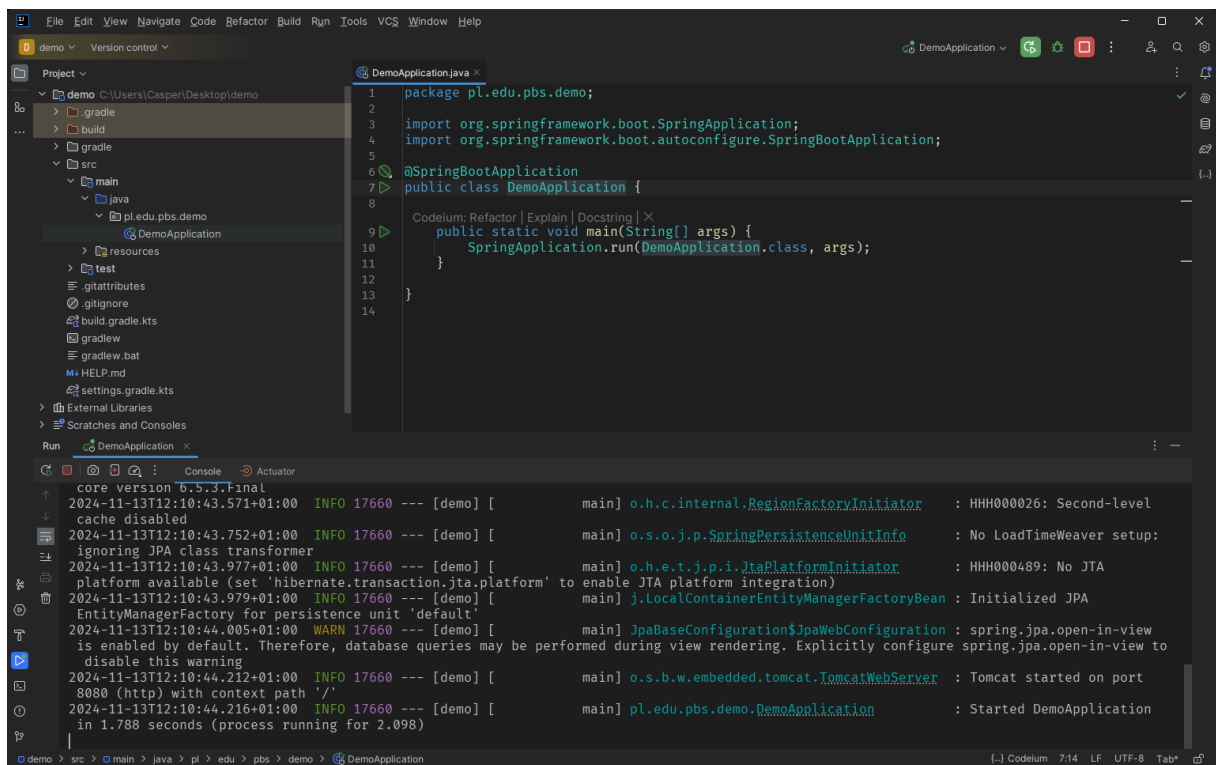 File Edit View Navigate Code Refactor Build Run Tools VCS Window Help
D demo Version control DemoApplication
Project
demo C:\Users\Casper\Desktop\demo
.gradle
build
gradle
src
main
java
pl.edu.pbs.demo
DemoApplication
resources
test
.gitattributes
.gitignore
build.gradle.kts
gradlew
gradlew.bat
M↓ HELP.md
settings.gradle.kts
External Libraries
Scratches and Consoles
DemoApplication.java
1 package pl.edu.pbs.demo;
2
3 import org.springframework.boot.SpringApplication;
4 import org.springframework.boot.autoconfigure.SpringBootApplication;
5
6 @SpringBootApplication
7 public class DemoApplication {
8
Codeium: Refactor | Explain | Docstring | ×
9 public static void main(String[] args) {
10 SpringApplication.run(DemoApplication.class, args);
11 }
12
13 }
14
Run DemoApplication
Console Actuator
core version 6.5.3.Final
2024-11-13T12:10:43.571+01:00 INFO 17660 --- [demo] [ main] o.h.c.internal.RegionFactoryInitiator : HHH000026: Second-level
cache disabled
2024-11-13T12:10:43.752+01:00 INFO 17660 --- [demo] [ main] o.s.o.j.p.SpringPersistenceUnitInfo : No LoadTimeWeaver setup:
ignoring JPA class transformer
2024-11-13T12:10:43.977+01:00 INFO 17660 --- [demo] [ main] o.h.e.t.j.p.i.JtaPlatformInitiator : HHH000489: No JTA
platform available (set 'hibernate.transaction.jta.platform' to enable JTA platform integration)
2024-11-13T12:10:43.979+01:00 INFO 17660 --- [demo] [ main] j.LocalContainerEntityManagerFactoryBean : Initialized JPA
EntityManagerFactory for persistence unit 'default'
2024-11-13T12:10:44.005+01:00 WARN 17660 --- [demo] [ main] JpaBaseConfiguration$JpaWebConfiguration : spring.jpa.open-in-view
is enabled by default. Therefore, database queries may be performed during view rendering. Explicitly configure spring.jpa.open-in-view to
disable this warning
2024-11-13T12:10:44.212+01:00 INFO 17660 --- [demo] [ main] o.s.b.w.embedded.tomcat.TomcatWebServer : Tomcat started on port
8080 (http) with context path '/'
2024-11-13T12:10:44.216+01:00 INFO 17660 --- [demo] [ main] pl.edu.pbs.demo.DemoApplication : Started DemoApplication
in 1.788 seconds (process running for 2.098)
demo > src > main > java > pl > edu > pbs > demo > DemoApplication {...} Codeium 7:14 LF UTF-8 Tab*